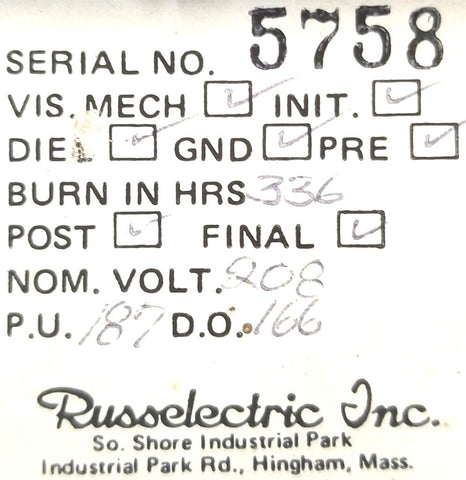 SERIAL NO. 5758
VIS. MECH ☑ INIT. ☑
DIEL ☑ GND ☑ PRE ☑
BURN IN HRS 336
POST ☑ FINAL ☑
NOM. VOLT. 208
P.U. 187 D.O. 166
Russelectric Inc.
So. Shore Industrial Park
Industrial Park Rd., Hingham, Mass.